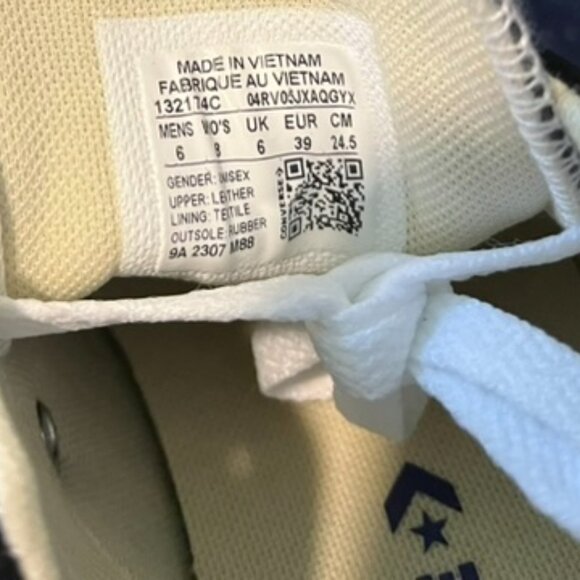 MADE IN VIETNAM
FABRIQUE AU VIETNAM
132174C 04RV05JXAQGYX
MENS WO'S UK EUR CM
6 8 6 39 24.5
GENDER: UNISEX
UPPER: LEATHER
LINING: TEXTILE
OUTSOLE: RUBBER
9A 2307 M88
CONVERSE